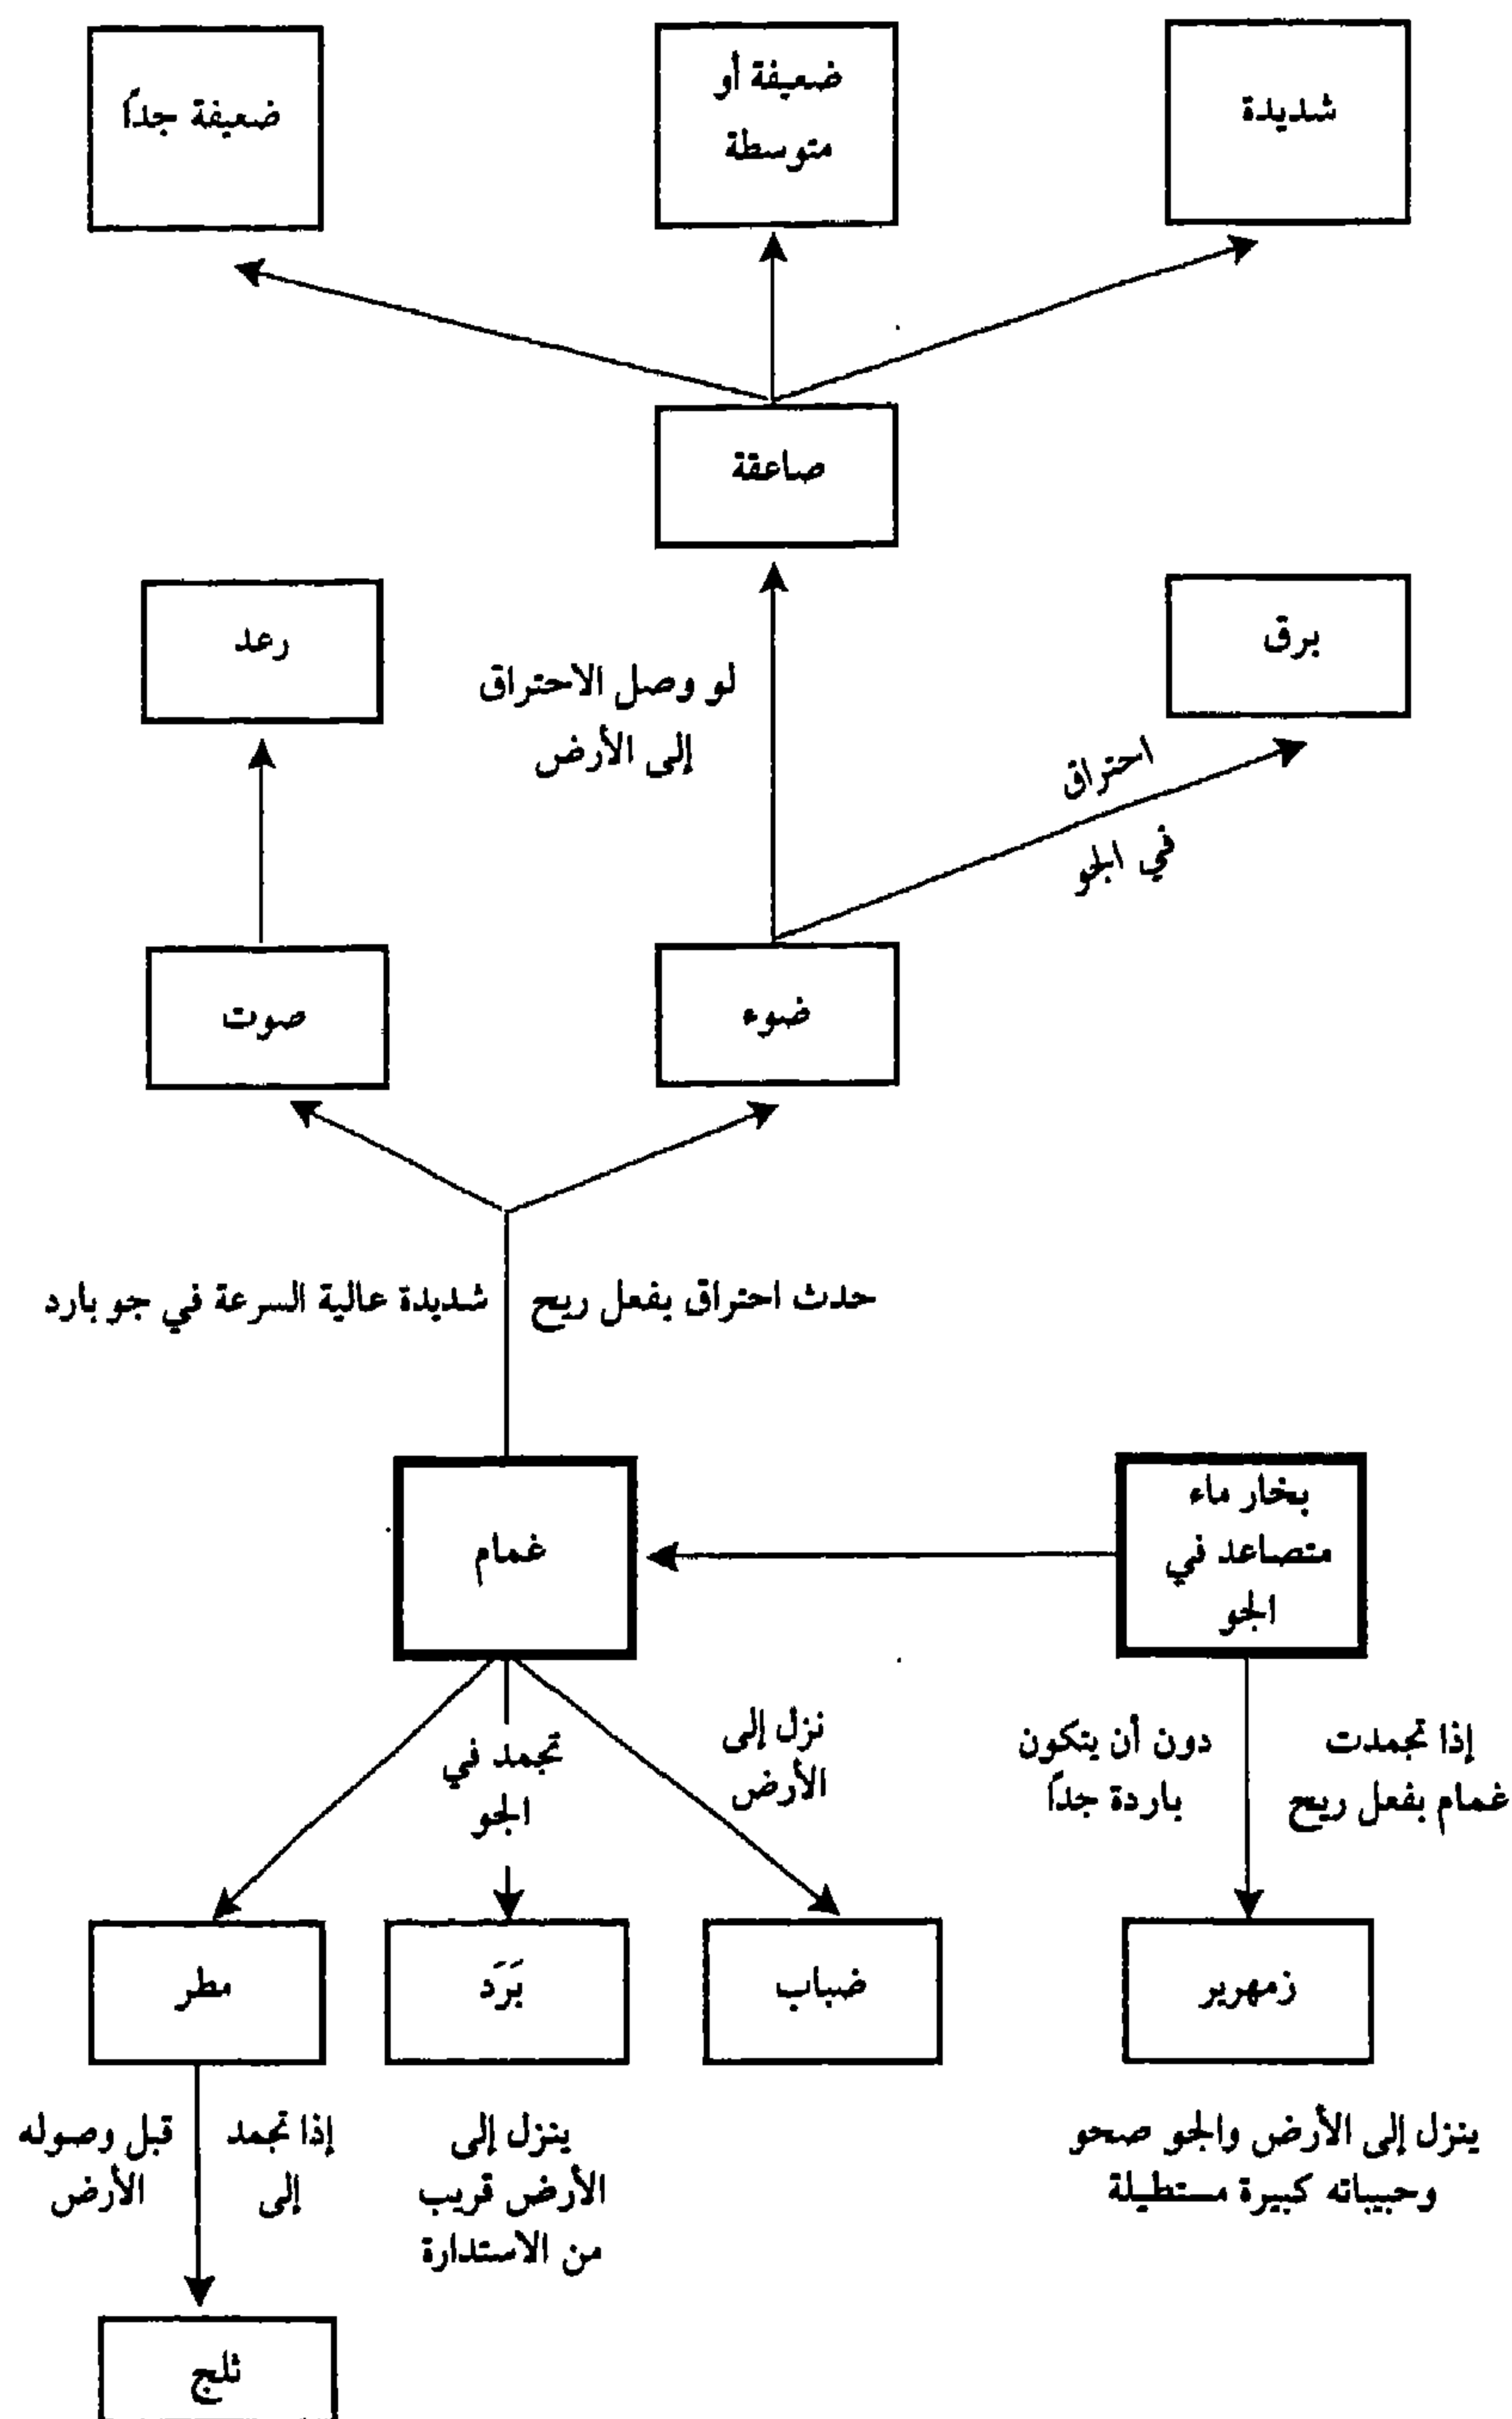 شديدة
ضعيفة أو
متوسطة
ضعيفة جدًا
صاعقة
برق
رعد
لو وصل الاحتراق
إلى الأرض
احتراق
في الجو
ضوء
صوت
حدث احتراق بفعل ريح شديدة عالية السرعة في جو بارد
بخار ماء
متصاعد في
الجو
غمام
إذا تجمدت دون أن يتكون
غمام بفعل ريح باردة جدًا
نزل إلى
الأرض
تجمد في
الجو
زمهرير
ضباب
بَرَد
مطر
ينزل إلى الأرض والجو صحو
وحبيباته كبيرة مستطيلة
ينزل إلى
الأرض قريب
من الاستدارة
إذا تجمد قبل وصوله
إلى الأرض
ثلج